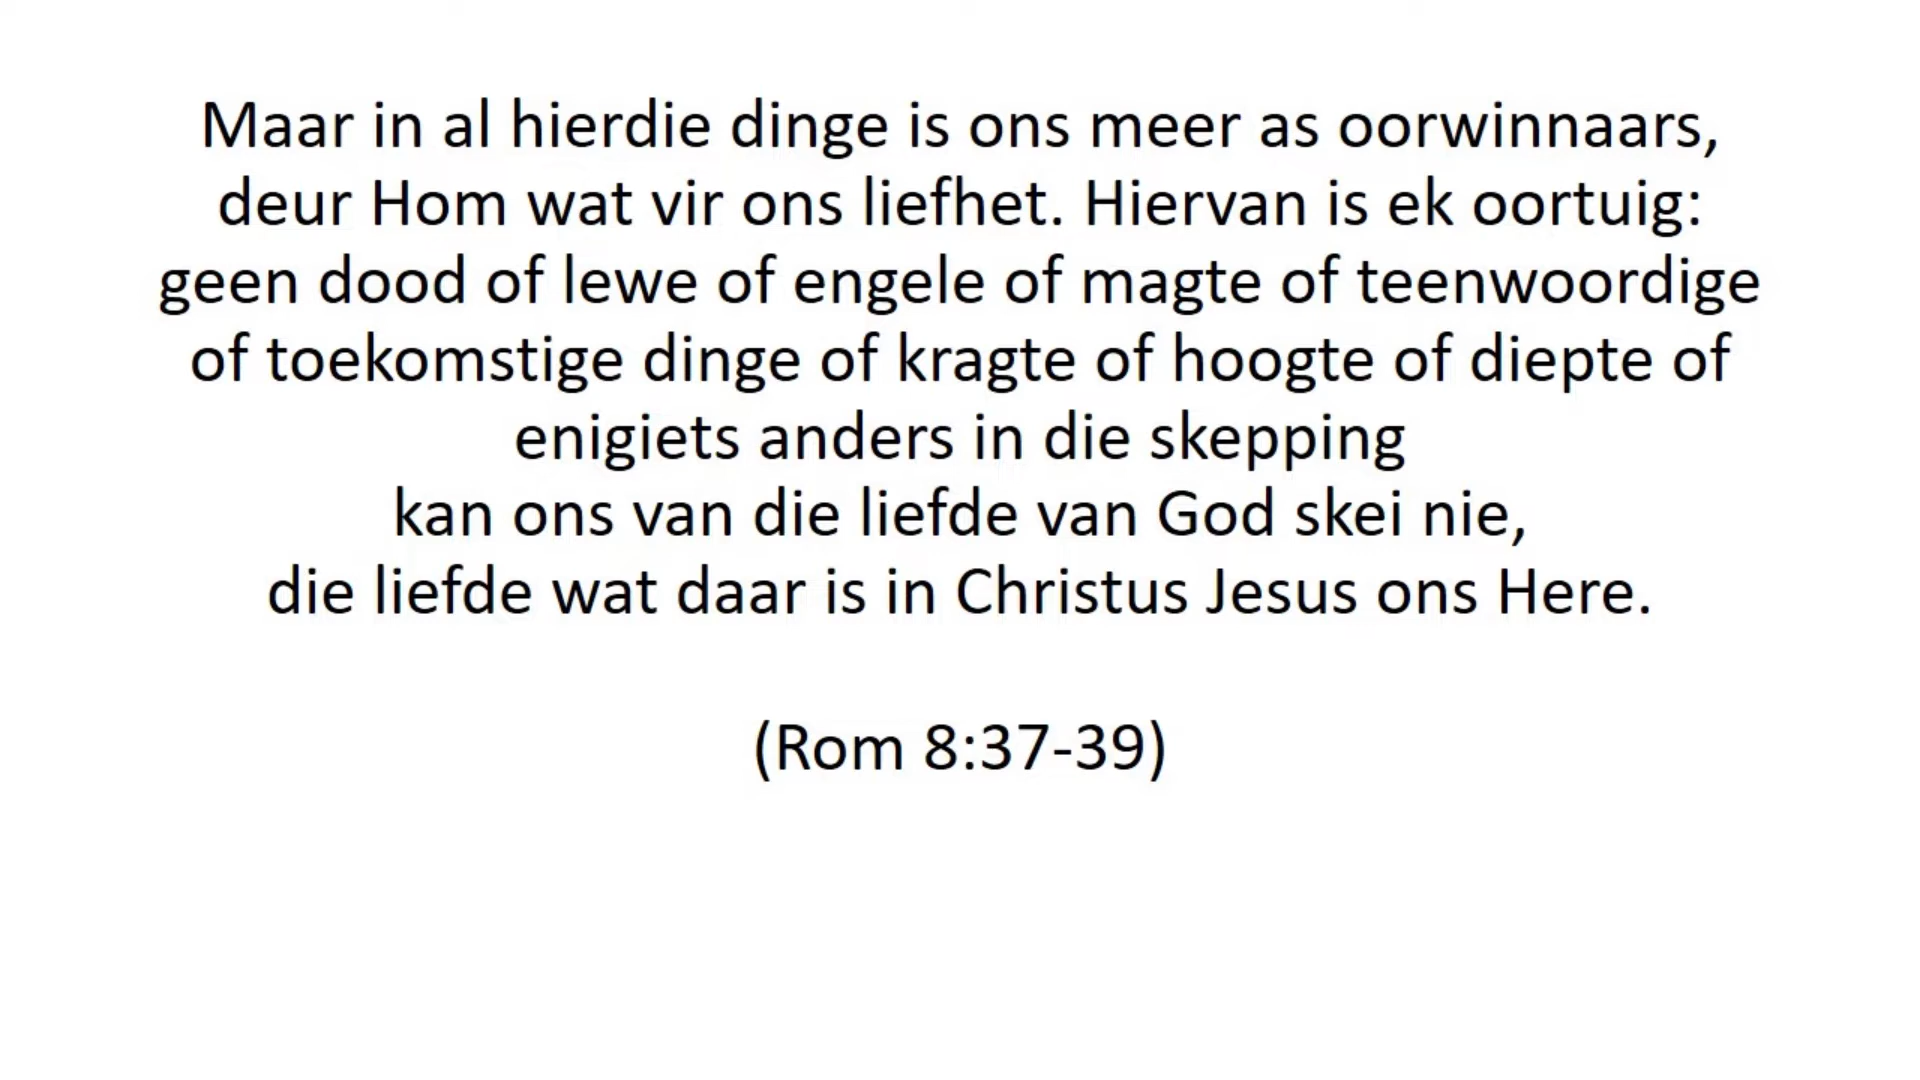 Maar in al hierdie dinge is ons meer as oorwinnaars,
deur Hom wat vir ons liefhet. Hiervan is ek oortuig:
geen dood of lewe of engele of magte of teenwoordige
of toekomstige dinge of kragte of hoogte of diepte of
enigiets anders in die skepping
kan ons van die liefde van God skei nie,
die liefde wat daar is in Christus Jesus ons Here.
(Rom 8:37-39)